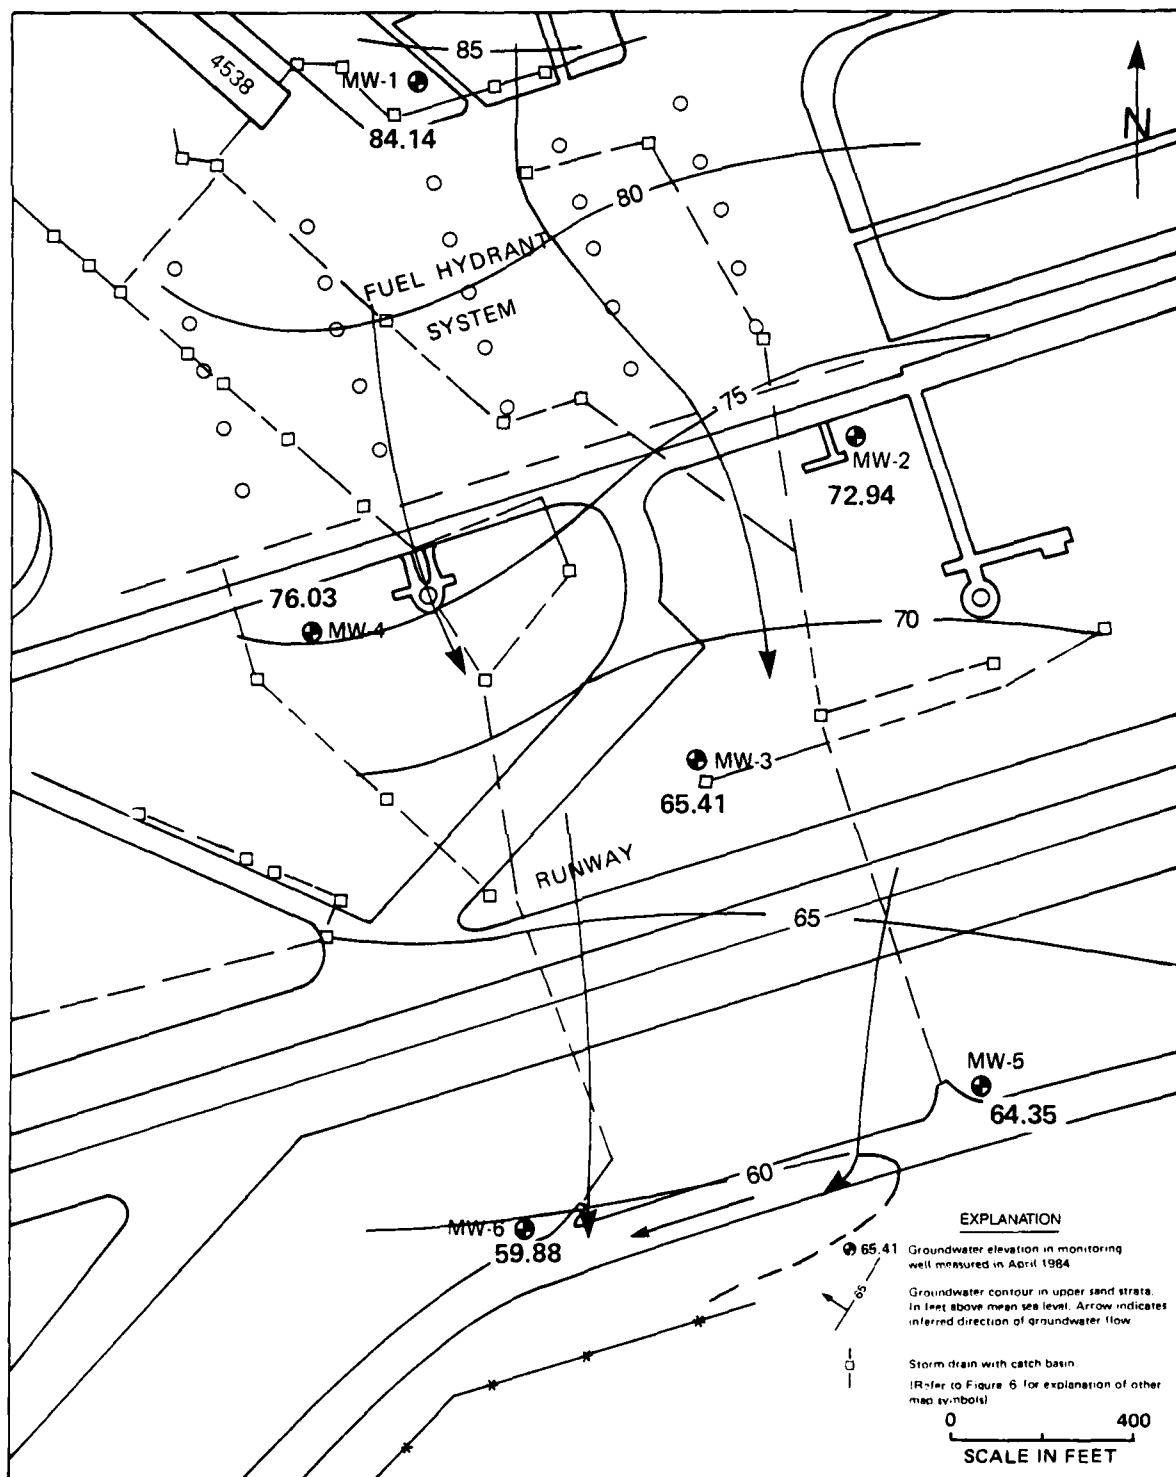 85
4538
MW-1
84.14
N
80
FUEL HYDRANT
SYSTEM
75
MW-2
72.94
76.03
MW-4
70
MW-3
65.41
RUNWAY
65
MW-5
64.35
60
MW-6
59.88
EXPLANATION
65.41 Groundwater elevation in monitoring
well measured in April 1984
65
Groundwater contour in upper sand strata.
In feet above mean sea level. Arrow indicates
inferred direction of groundwater flow
Storm drain with catch basin.
(Refer to Figure 6 for explanation of other
map symbols)
0 400
SCALE IN FEET